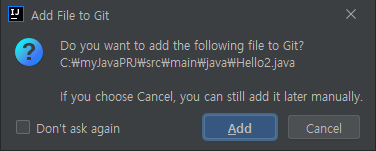 IJ
Add File to Git
Do you want to add the following file to Git?
C:₩myJavaPRJ₩src₩main₩java₩Hello2.java
If you choose Cancel, you can still add it later manually.
Don't ask again
Add
Cancel